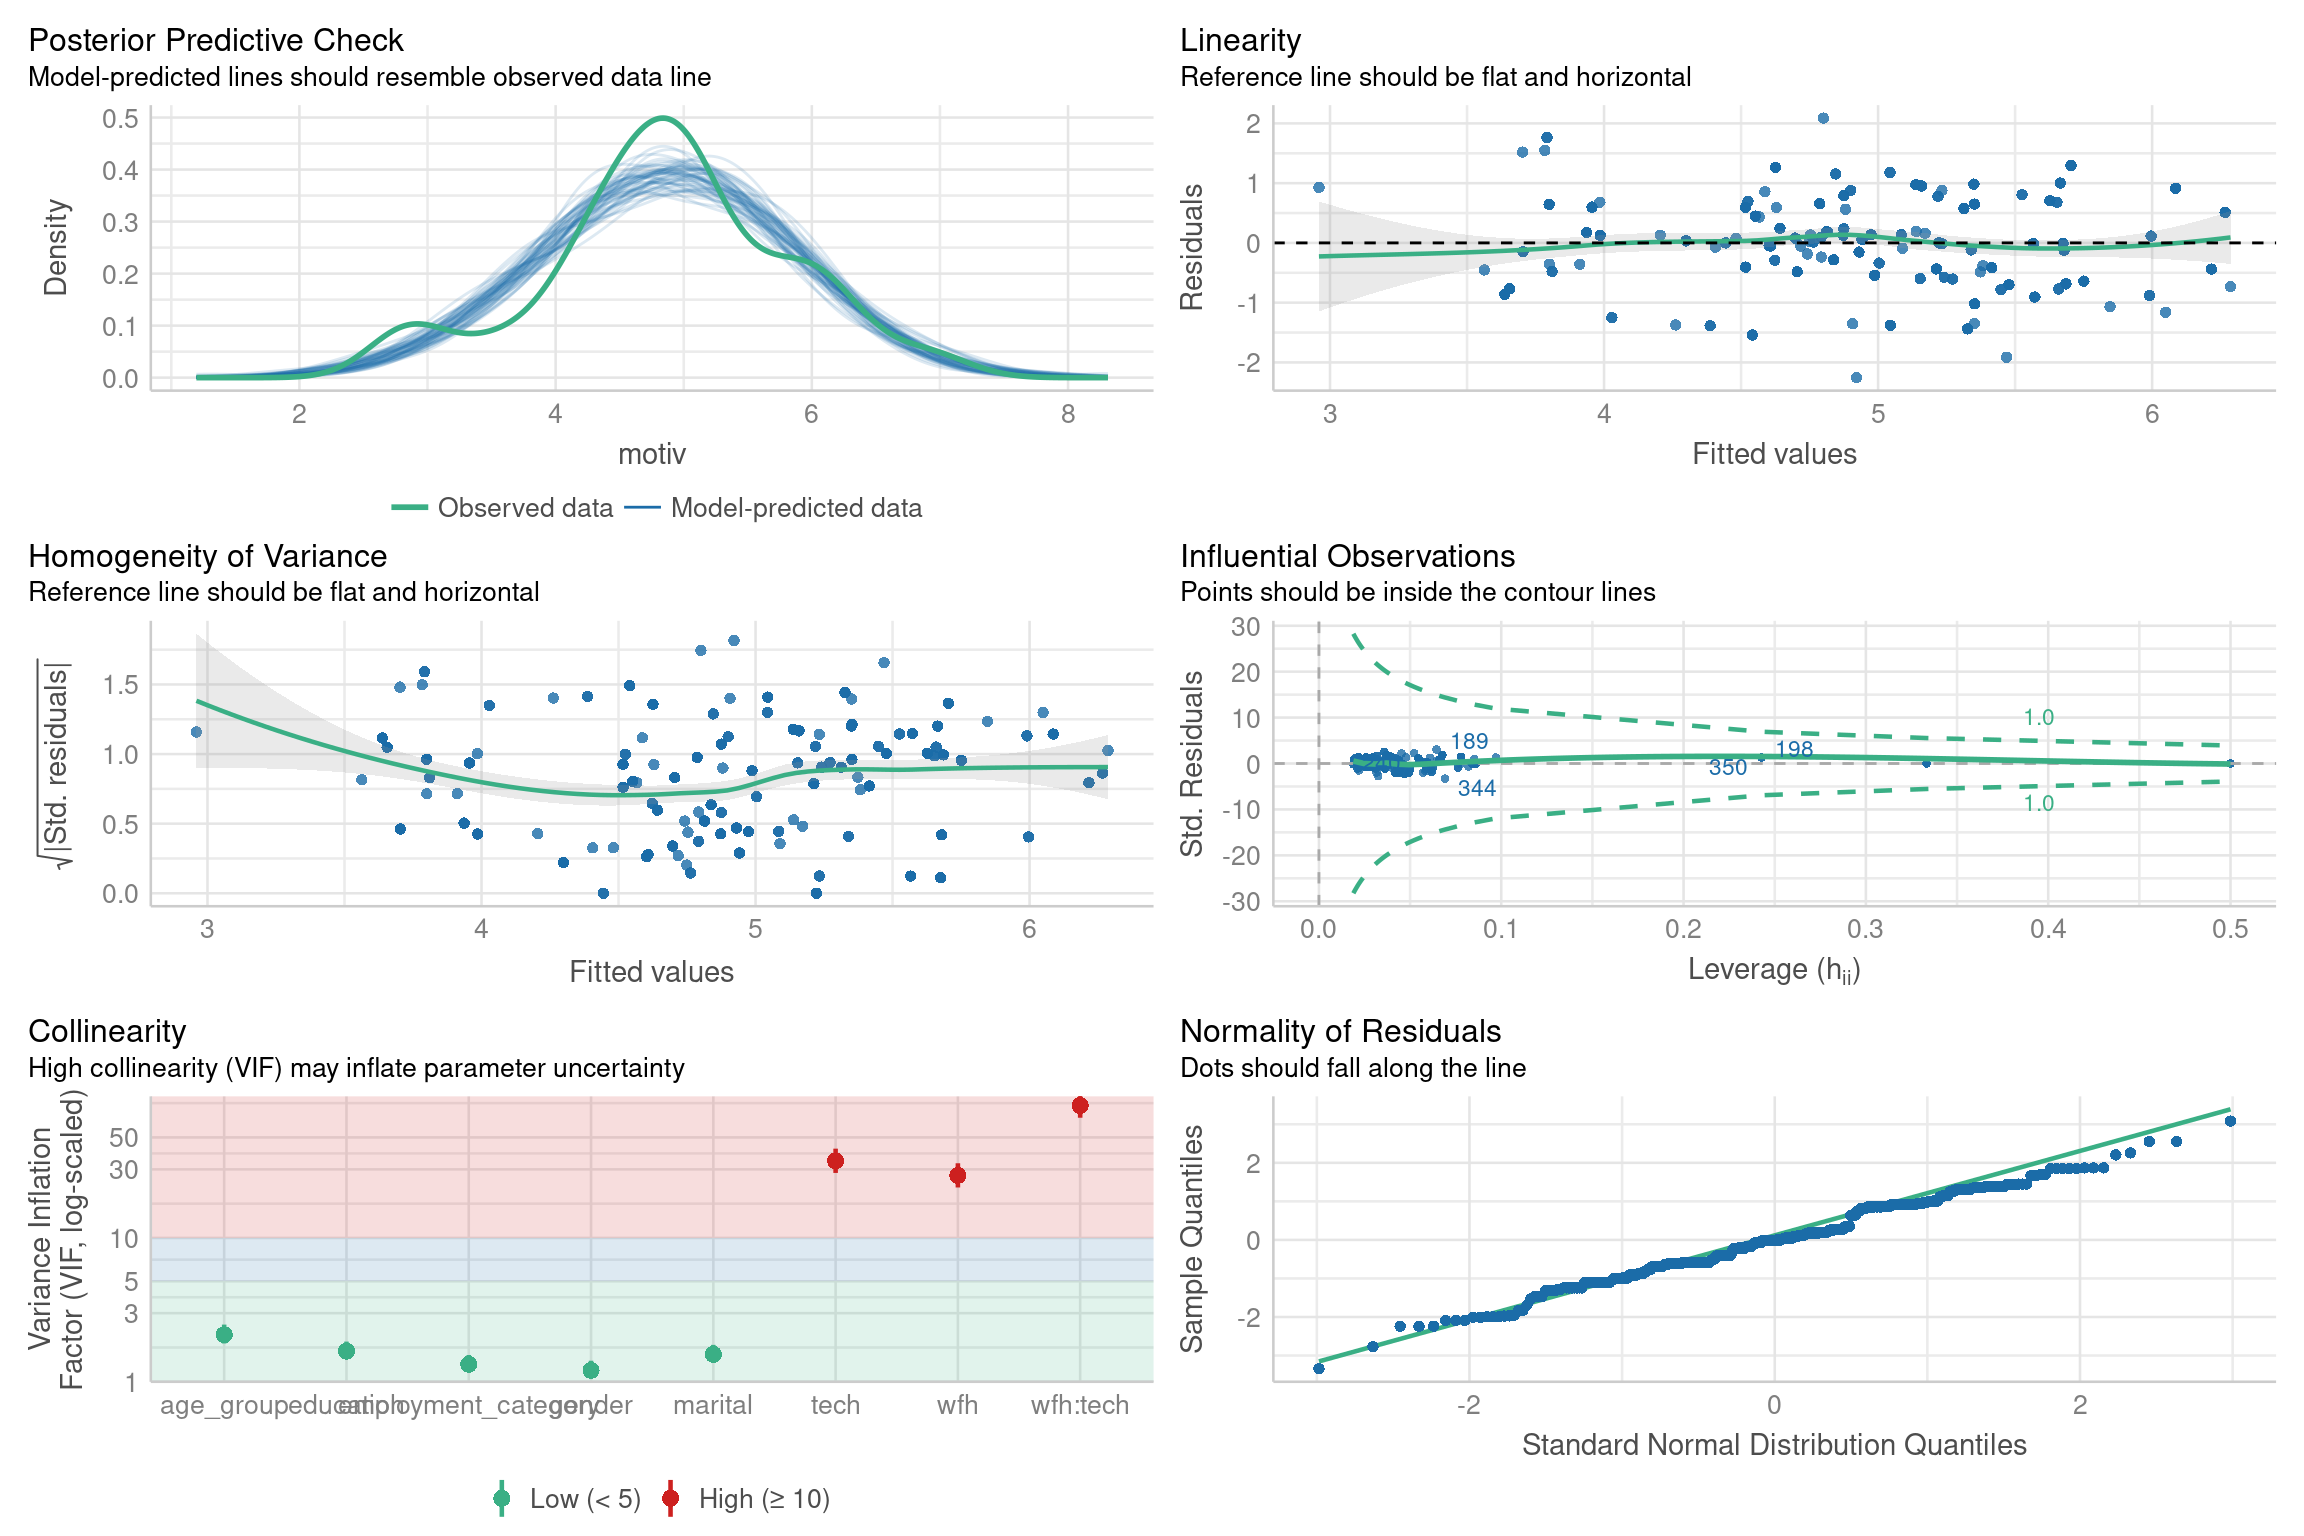 Posterior Predictive Check
Model-predicted lines should resemble observed data line
0.5
0.4
0.3
0.2
0.1
0.0
Density
2 4 6 8
motiv
Observed data Model-predicted data
Linearity
Reference line should be flat and horizontal
2
1
0
-1
-2
Residuals
3 4 5 6
Fitted values
Homogeneity of Variance
Reference line should be flat and horizontal
1.5
1.0
0.5
0.0
√|Std. residuals|
3 4 5 6
Fitted values
Influential Observations
Points should be inside the contour lines
30
20
10
0
-10
-20
-30
Std. Residuals
1.0
189
198
350
344
1.0
0.0 0.1 0.2 0.3 0.4 0.5
Leverage (hii)
Collinearity
High collinearity (VIF) may inflate parameter uncertainty
50
30
10
5
3
1
Variance Inflation
Factor (VIF, log-scaled)
age_group education employment_category gender marital tech wfh wfh:tech
Low (< 5) High (≥ 10)
Normality of Residuals
Dots should fall along the line
2
0
-2
Sample Quantiles
-2 0 2
Standard Normal Distribution Quantiles